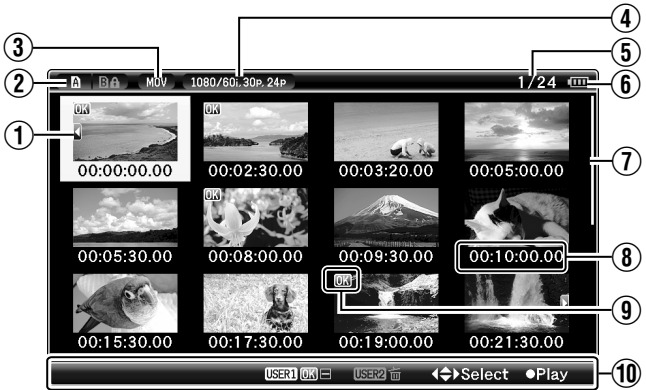 ④
③ ⑤
② A B MOV 1080/60i, 30P, 24P 1/24 ⑥
① OK OK
00:00:00.00 00:02:30.00 00:03:20.00 00:05:00.00 ⑦
OK
00:05:30.00 00:08:00.00 00:09:30.00 00:10:00.00 ⑧
OK ⑨
00:15:30.00 00:17:30.00 00:19:00.00 00:21:30.00
USER1 OK USER2 Select ●Play ⑩